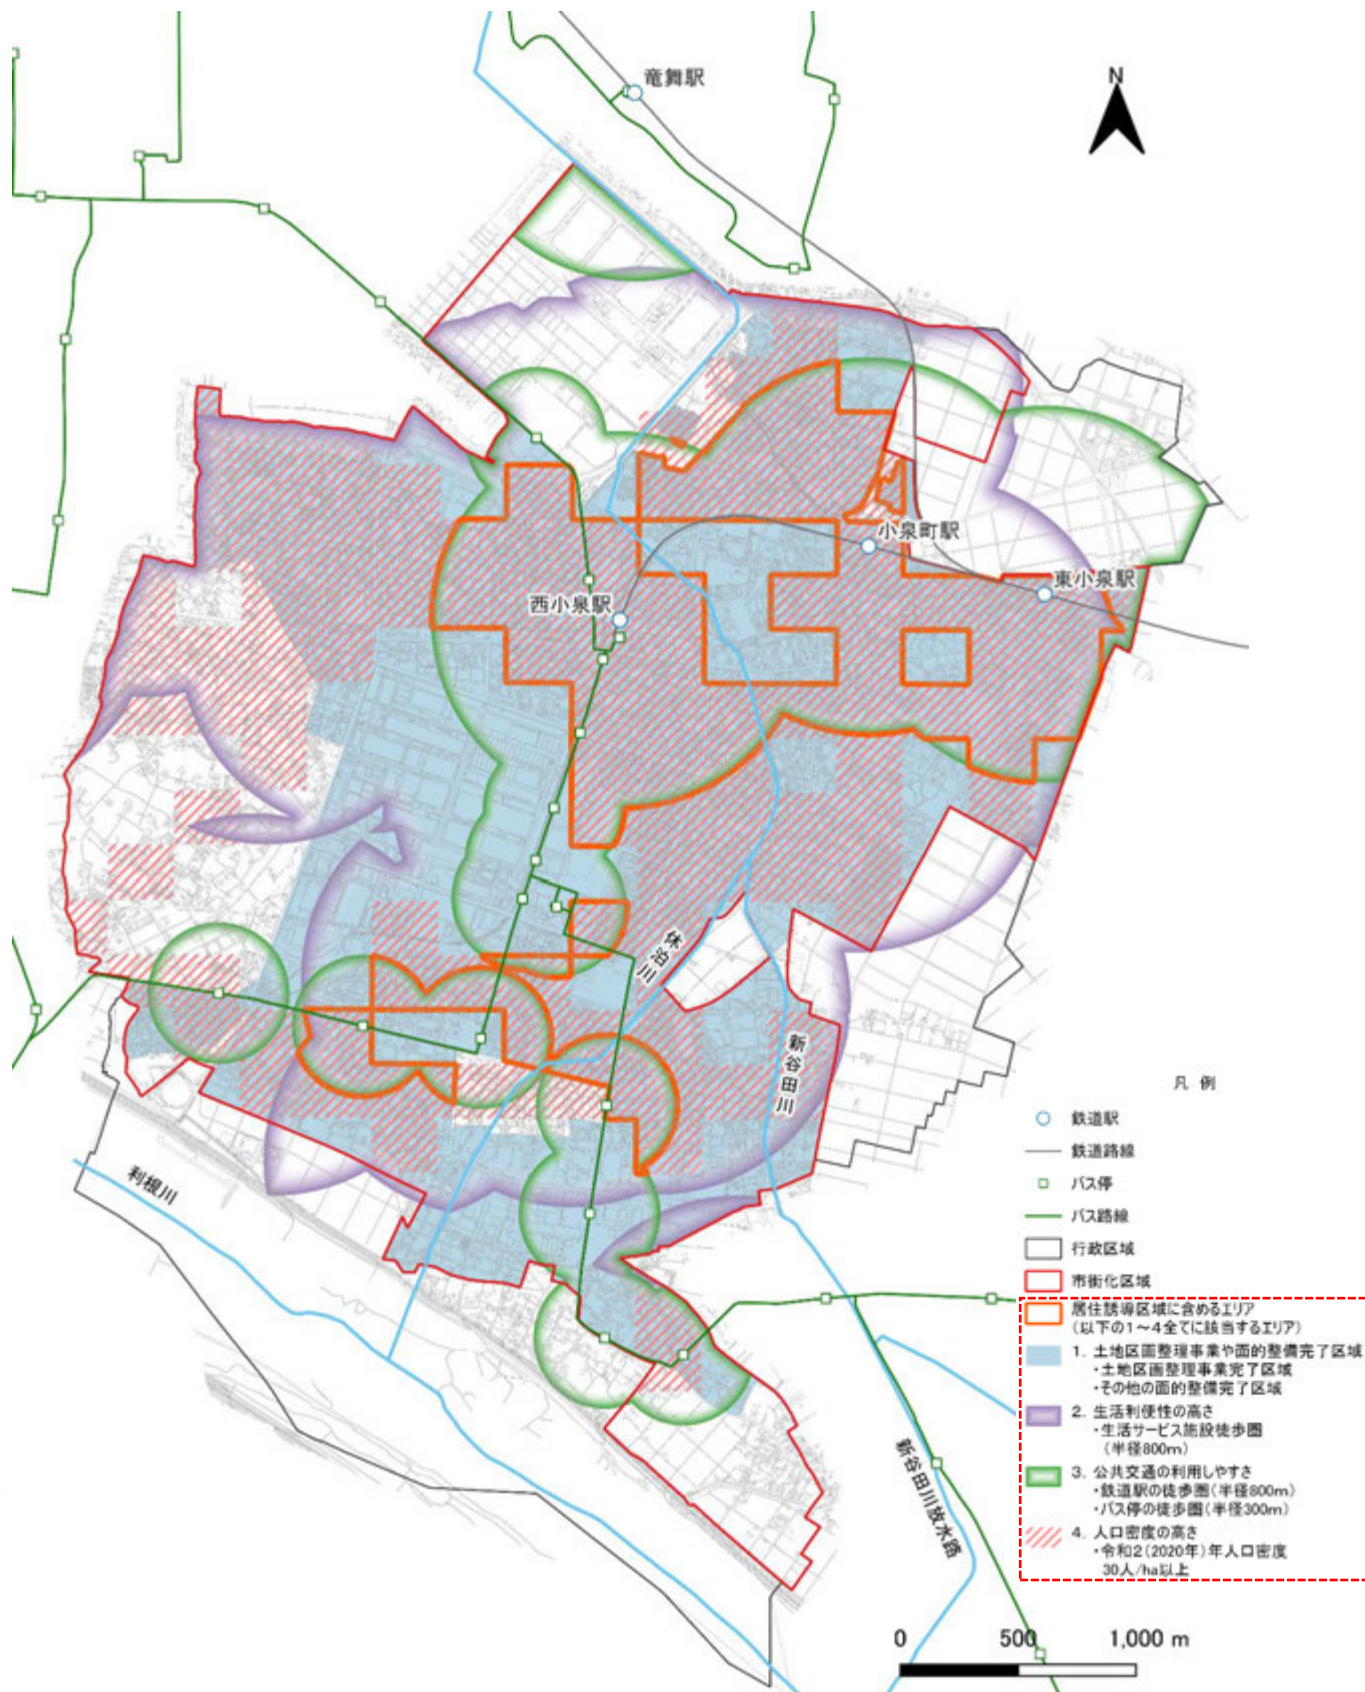 竜舞駅
N
小泉町駅
東小泉駅
西小泉駅
休泊川
新谷田川
利根川
新谷田川放水路
凡 例
鉄道駅
鉄道路線
バス停
バス路線
行政区域
市街化区域
居住誘導区域に含めるエリア
(以下の1～4全てに該当するエリア)
1. 土地区画整理事業や面的整備完了区域
・土地区画整理事業完了区域
・その他の面的整備完了区域
2. 生活利便性の高さ
・生活サービス施設徒歩圏
(半径800m)
3. 公共交通の利用しやすさ
・鉄道駅の徒歩圏(半径800m)
・バス停の徒歩圏(半径300m)
4. 人口密度の高さ
・令和2(2020年)年人口密度
30人/ha以上
0 500 1,000 m